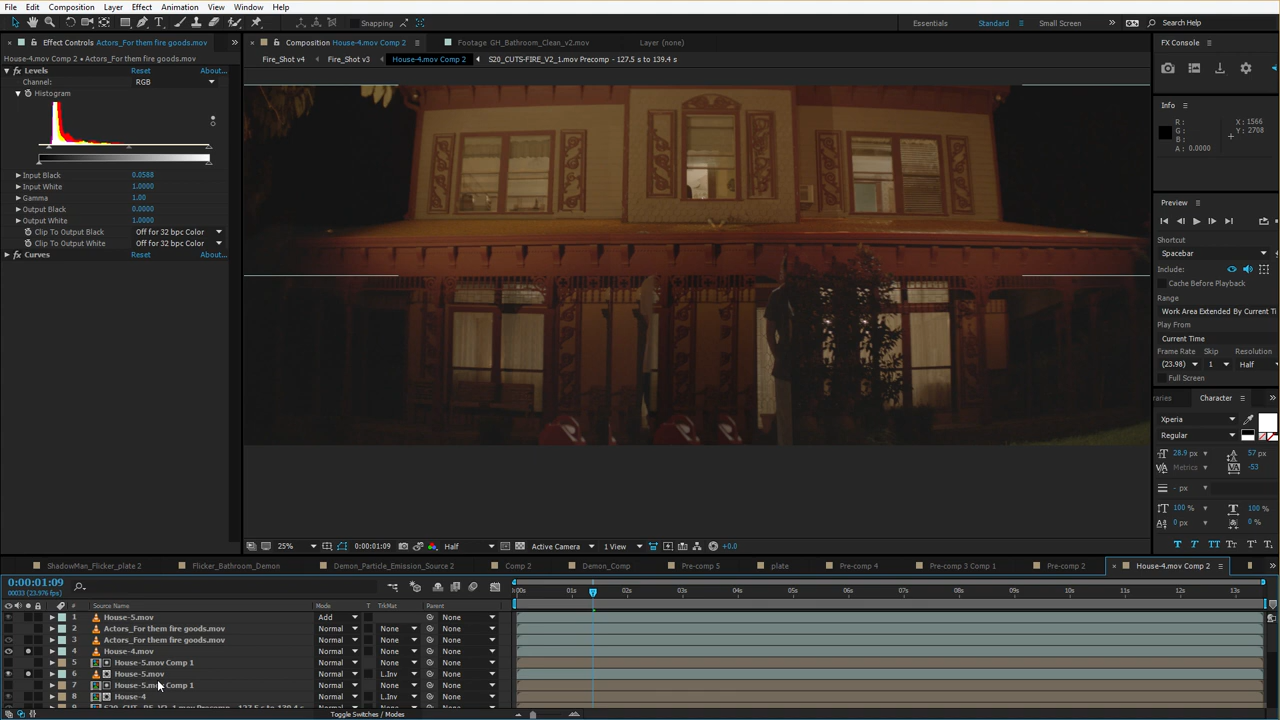 File Edit Composition Layer Effect Animation View Window Help
Snapping
Essentials Standard Small Screen Search Help
Effect Controls Actors_For them fire goods.mov
Composition House-4.mov Comp 2
Footage GH_Bathroom_Clean_v2.mov
Layer (none)
FX Console
House-4.mov Comp 2 • Actors_For them fire goods.mov
Fire_Shot v4 Fire_Shot v3 House-4.mov Comp 2 S20_CUTS-FIRE_V2_1.mov Precomp - 127.5 s to 139.4 s
Levels Reset About...
Channel: RGB
Histogram
Input Black 0.0588
Input White 1.0000
Gamma 1.00
Output Black 0.0000
Output White 1.0000
Clip To Output Black Off for 32 bpc Color
Clip To Output White Off for 32 bpc Color
Curves Reset About...
Info
R: X: 1566
G: Y: 2708
B:
A: 0.0000
Preview
Shortcut
Spacebar
Include:
Cache Before Playback
Range
Work Area Extended By Current Ti
Play From
Current Time
Frame Rate Skip Resolution
(23.98) 1 Half
Full Screen
raries Character
Xperia
Regular
28.9 px 57 px
Metrics -53
- px
100 % 100 %
0 px 0 %
T T TT Tr T T
25% 0:00:01:09 Half Active Camera 1 View +0.0
ShadowMan_Flicker_plate 2 Flicker_Bathroom_Demon Demon_Particle_Emission_Source 2 Comp 2 Demon_Comp Pre-comp 5 plate Pre-comp 4 Pre-comp 3 Comp 1 Pre-comp 2 House-4.mov Comp 2
0:00:01:09
00033 (23.976 fps)
:00s 01s 02s 03s 04s 05s 06s 07s 08s 09s 10s 11s 12s 13s
# Source Name Mode T TrkMat Parent
1 House-5.mov Add None
2 Actors_For them fire goods.mov Normal None None
3 Actors_For them fire goods.mov Normal None None
4 House-4.mov Normal None None
5 House-5.mov Comp 1 Normal None None
6 House-5.mov Normal L.Inv None
7 House-5.mov Comp 1 Normal None None
8 House-4 Normal L.Inv None
Toggle Switches / Modes